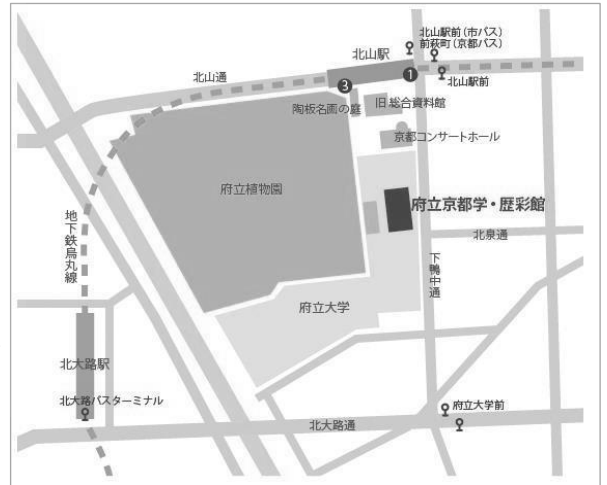 北山駅前(市バス)
前萩町(京都バス)
北山駅
北山通
1
3
北山駅前
陶板名画の庭
旧 総合資料館
京都コンサートホール
府立植物園
府立京都学・歴彩館
地下鉄烏丸線
北泉通
下鴨中通
府立大学
北大路駅
北大路バスターミナル
府立大学前
北大路通